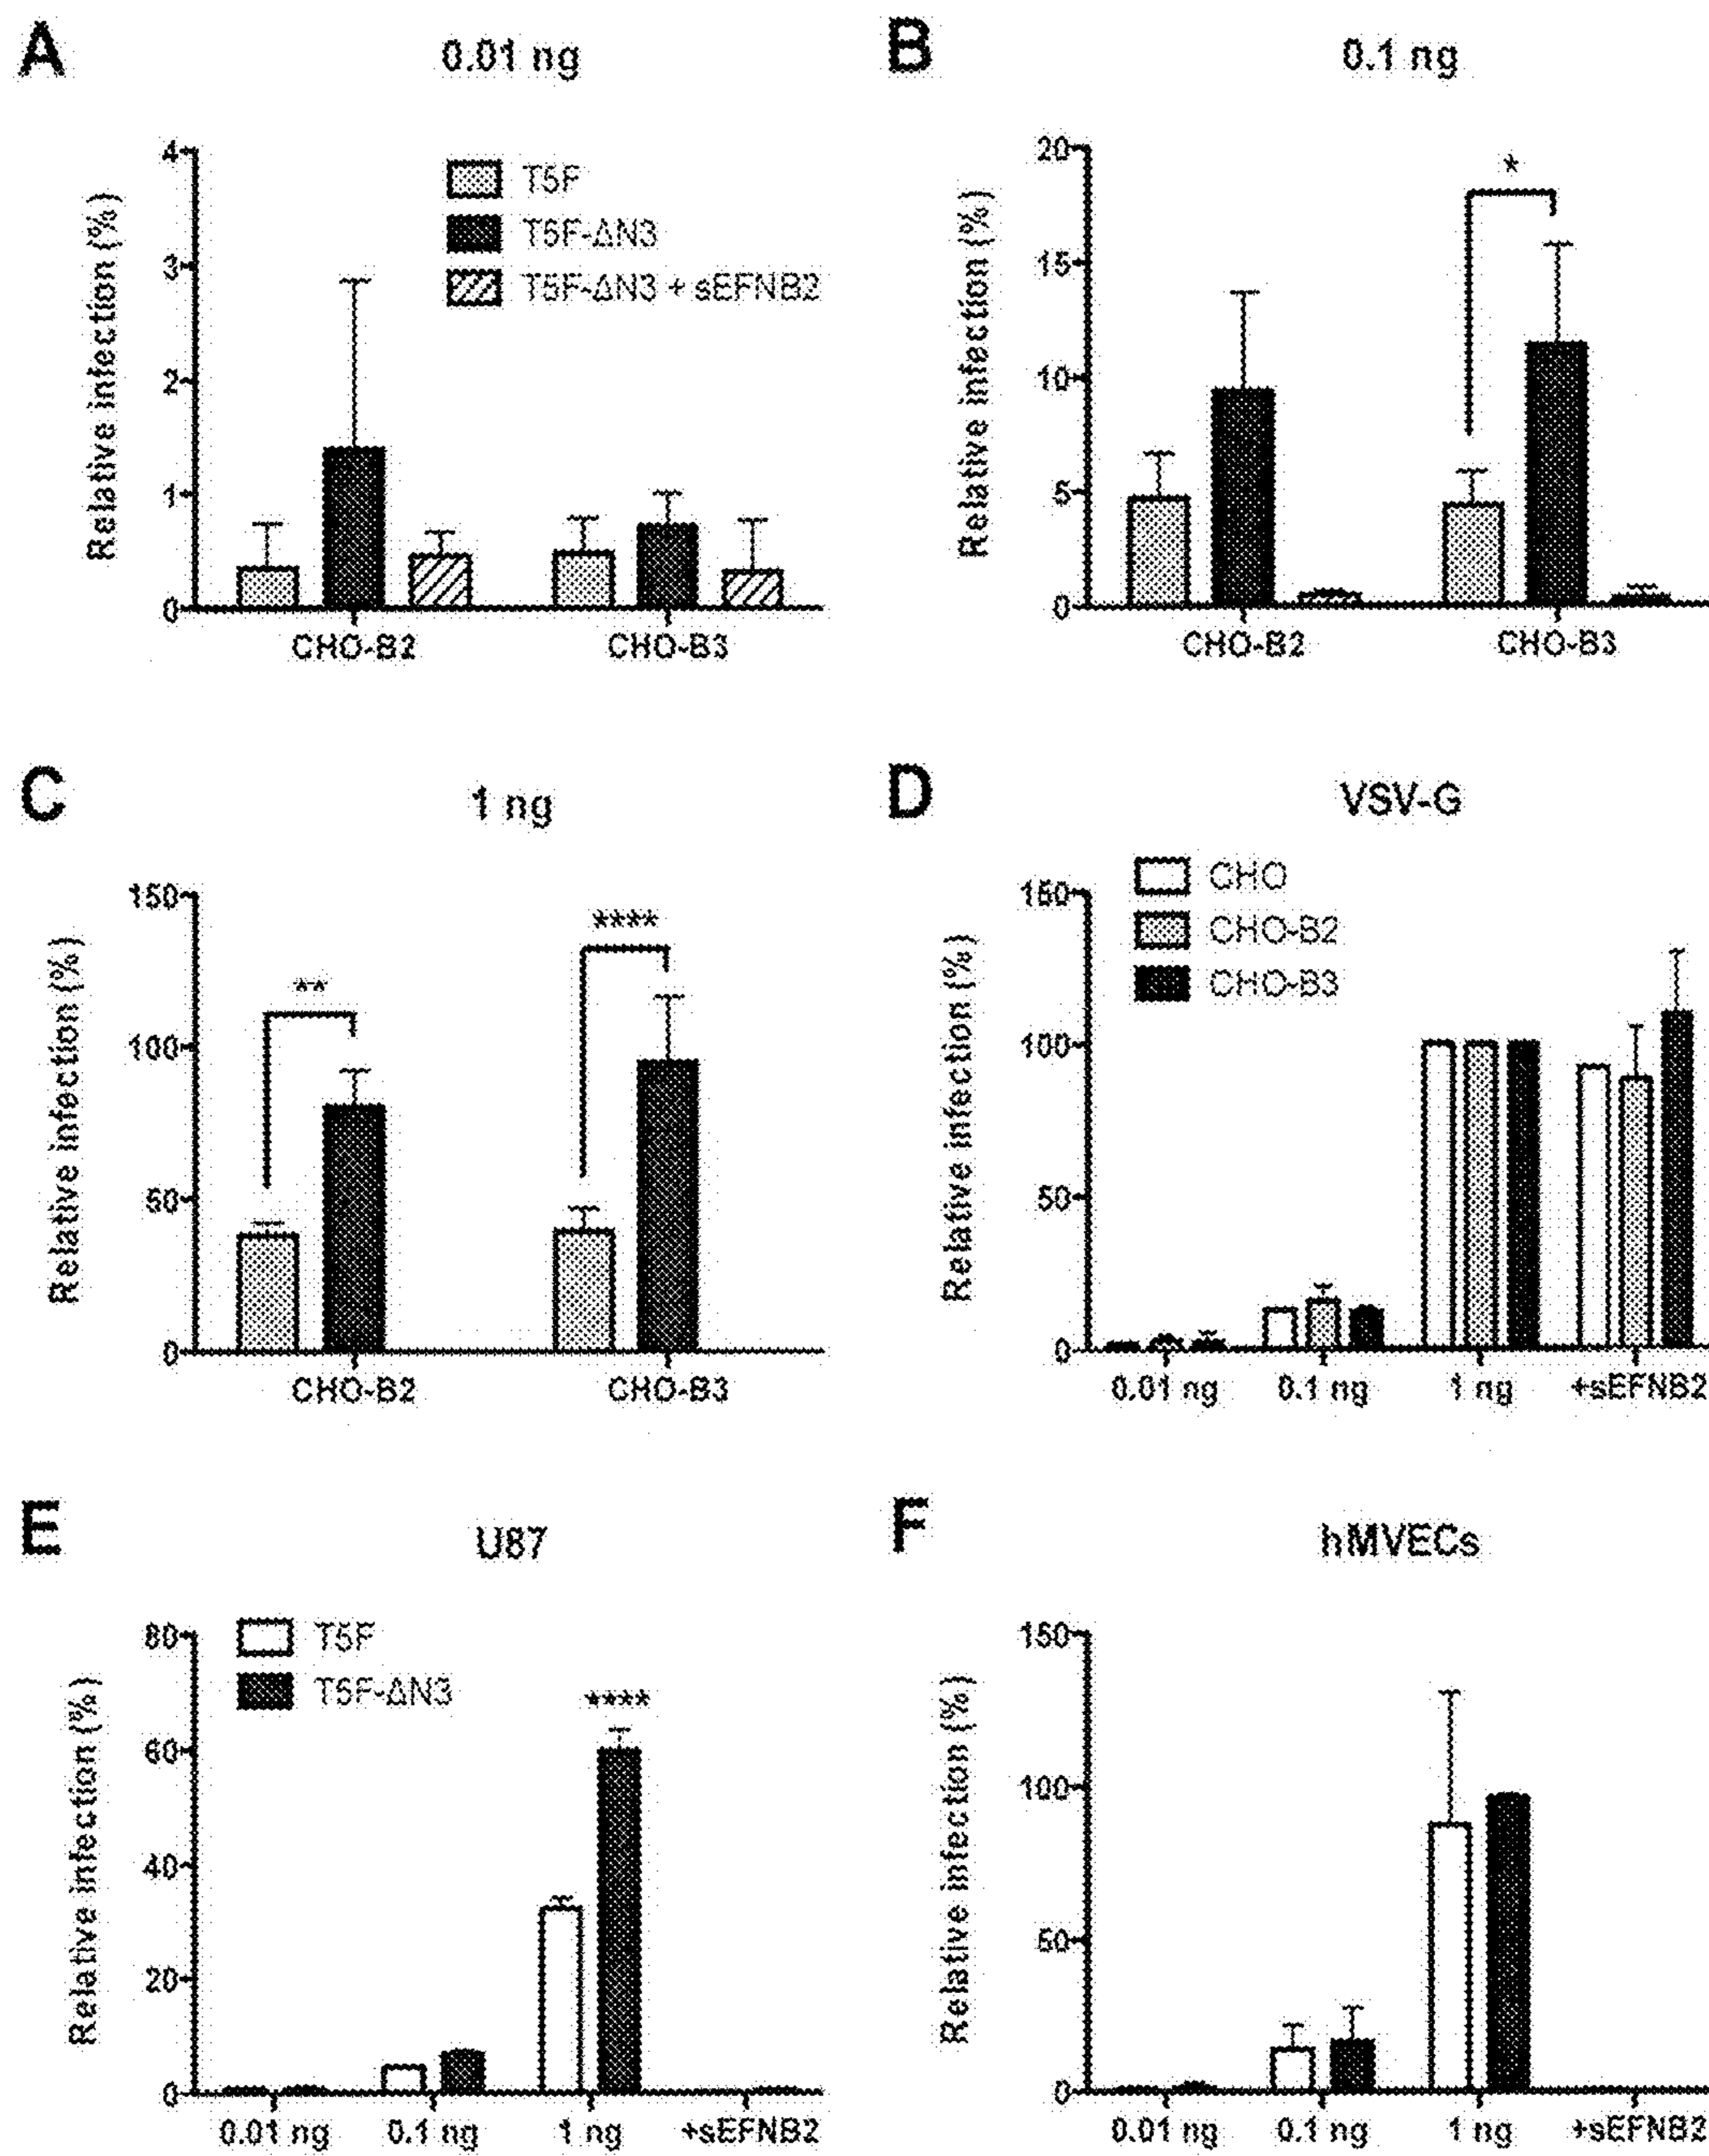 A
0.01 ng
Relative infection (%)
4
3
2
1
0
T5F
T5F-ΔN3
T5F-ΔN3 + sEFNB2
CHO-B2
CHO-B3
B
0.1 ng
Relative infection (%)
20
15
10
5
0
*
CHO-B2
CHO-B3
C
1 ng
Relative infection (%)
150
100
50
0
**
****
CHO-B2
CHO-B3
D
VSV-G
Relative infection (%)
150
100
50
0
CHO
CHO-B2
CHO-B3
0.01 ng
0.1 ng
1 ng
+sEFNB2
E
U87
Relative infection (%)
80
60
40
20
0
T5F
T5F-ΔN3
****
0.01 ng
0.1 ng
1 ng
+sEFNB2
F
hMVECs
Relative infection (%)
150
100
50
0
0.01 ng
0.1 ng
1 ng
+sEFNB2